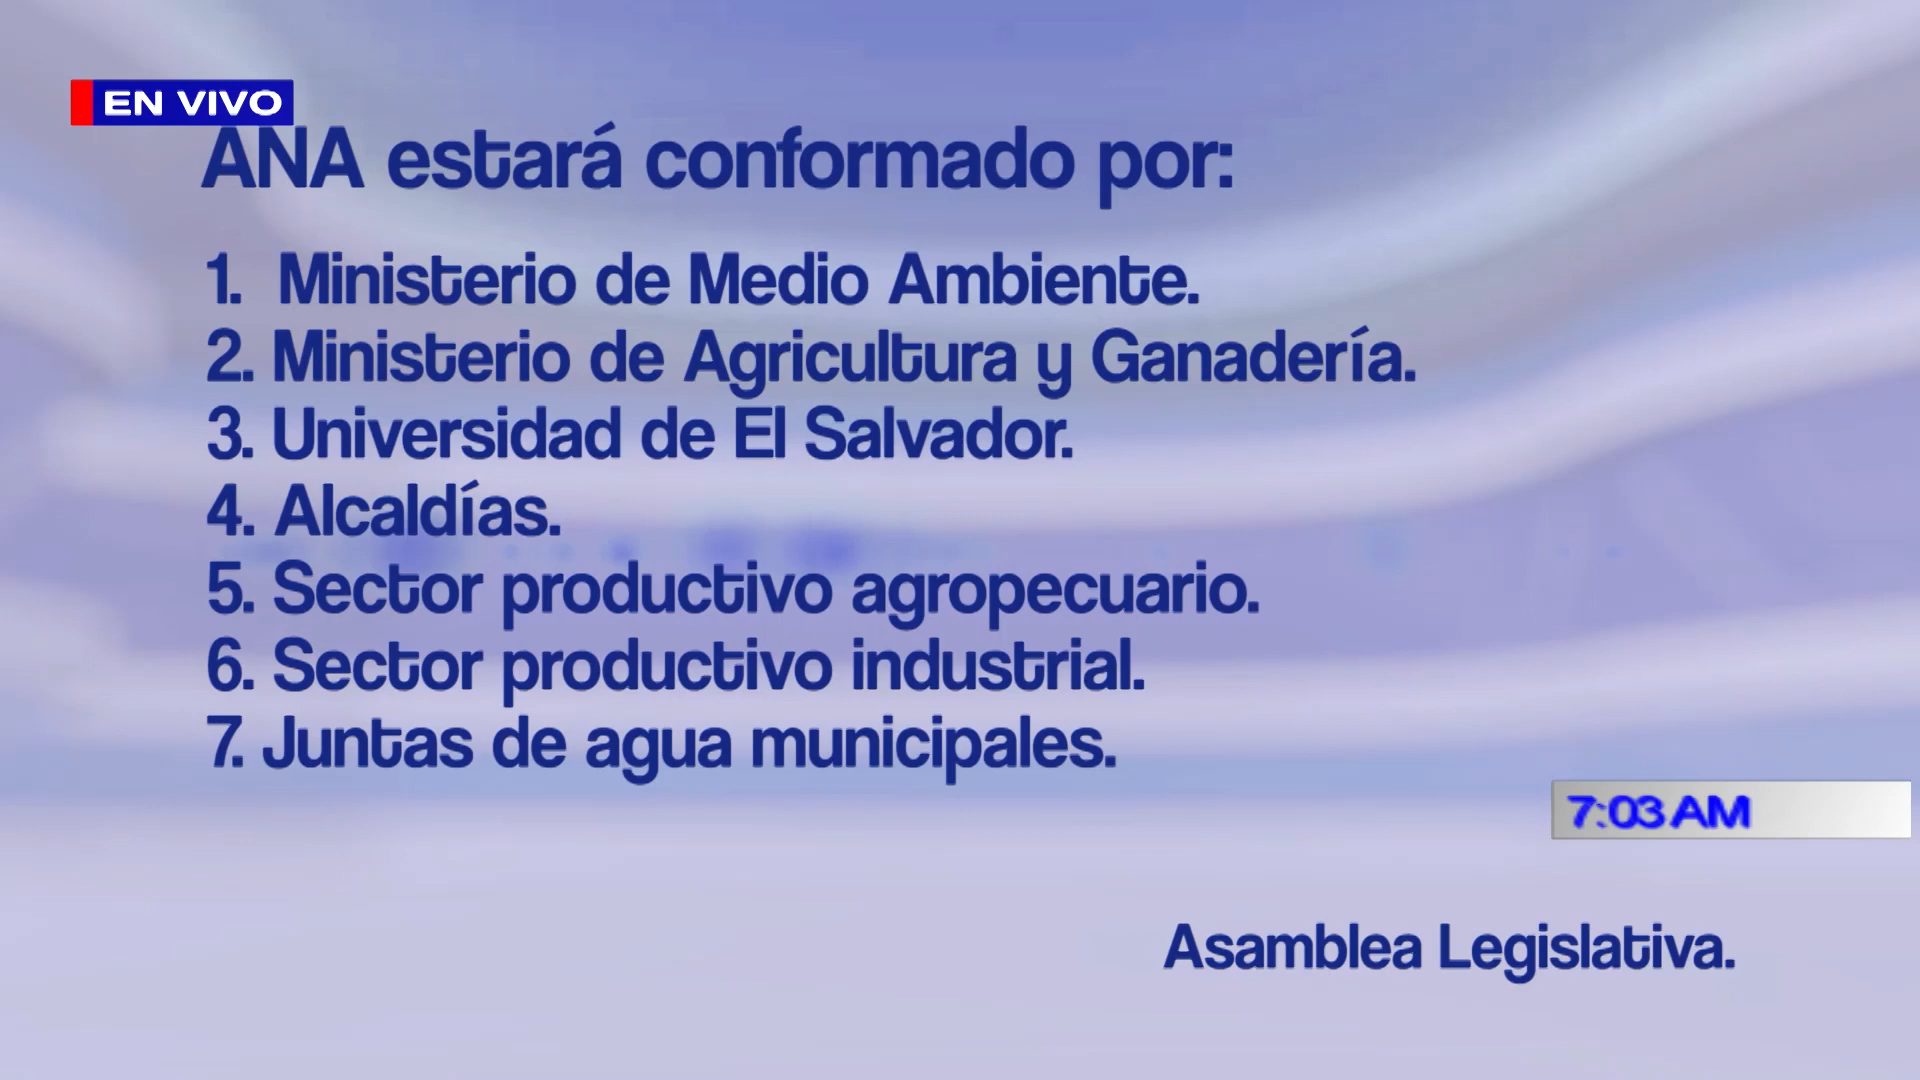 EN VIVO
ANA estará conformado por:
1. Ministerio de Medio Ambiente.
2. Ministerio de Agricultura y Ganadería.
3. Universidad de El Salvador.
4. Alcaldías.
5. Sector productivo agropecuario.
6. Sector productivo industrial.
7. Juntas de agua municipales.
7:03 AM
Asamblea Legislativa.